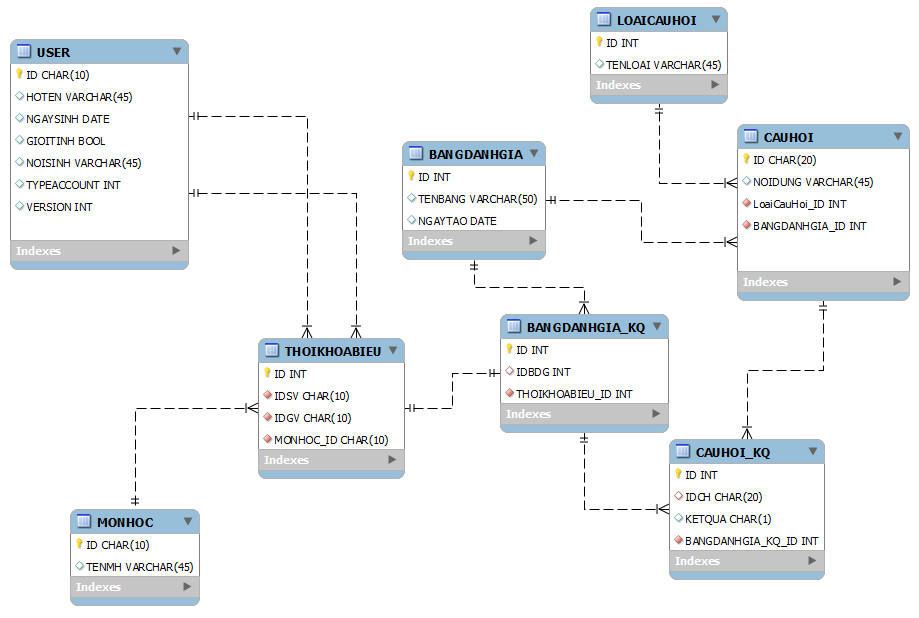 LOAICAUHOI
ID INT
TENLOAI VARCHAR(45)
Indexes
USER
ID CHAR(10)
HOTEN VARCHAR(45)
NGAYSINH DATE
GIOITINH BOOL
NOISINH VARCHAR(45)
TYPEACCOUNT INT
VERSION INT
Indexes
BANGDANHGIA
ID INT
TENBANG VARCHAR(50)
NGAYTAO DATE
Indexes
CAUHOI
ID CHAR(20)
NOIDUNG VARCHAR(45)
LoaiCauHoi_ID INT
BANGDANHGIA_ID INT
Indexes
THOIKHOABIEU
ID INT
IDSV CHAR(10)
IDGV CHAR(10)
MONHOC_ID CHAR(10)
Indexes
BANGDANHGIA_KQ
ID INT
IDBDG INT
THOIKHOABIEU_ID INT
Indexes
CAUHOI_KQ
ID INT
IDCH CHAR(20)
KETQUA CHAR(1)
BANGDANHGIA_KQ_ID INT
Indexes
MONHOC
ID CHAR(10)
TENMH VARCHAR(45)
Indexes